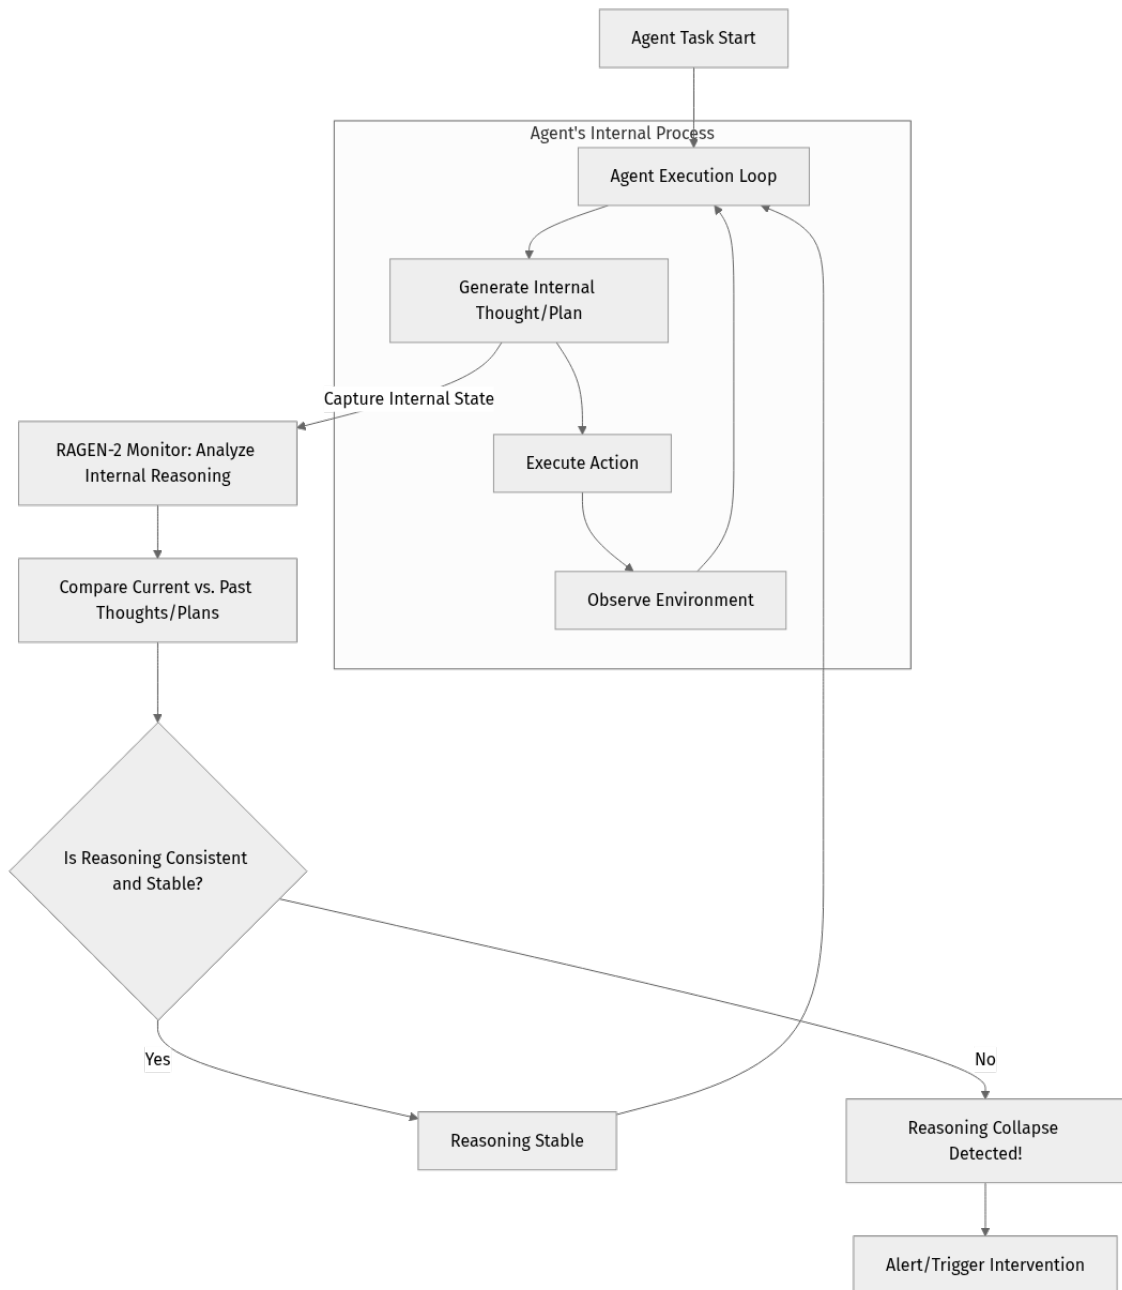 Agent Task Start
Agent's Internal Process
Agent Execution Loop
Generate Internal
Thought/Plan
Capture Internal State
RAGEN-2 Monitor: Analyze
Internal Reasoning
Execute Action
Compare Current vs. Past
Thoughts/Plans
Observe Environment
Is Reasoning Consistent
and Stable?
Yes
No
Reasoning Stable
Reasoning Collapse
Detected!
Alert/Trigger Intervention